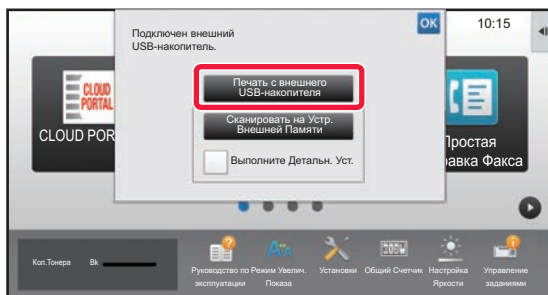 Подключен внешний
USB-накопитель.
OK
10:15
Печать с внешнего
USB-накопителя
Сканировать на Устр.
Внешней Памяти
Выполните Детальн. Уст.
CLOUD
PORTAL
CLOUD POR
Простая
равка Факса
Кол.Тонера
Bk
Руководство по
эксплуатации
Режим Увелич.
Показа
Установки
Общий Счетчик
Настройка
Яркости
Управление
заданиями